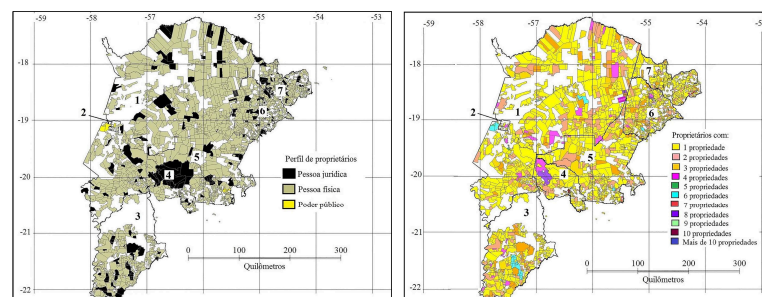 -59 -58 -57 -56 -55 -54
-18
-19
-20
-21
-22
1
2
3
4
5
6
7
Perfil de proprietários
Pessoa jurídica
Pessoa física
Poder público
0 100 200 300
Quilômetros
-59 -58 -57 -56 -55 -54
-18
-19
-20
-21
-22
1
2
3
4
5
6
7
Proprietários com:
1 propriedade
2 propriedades
3 propriedades
4 propriedades
5 propriedades
6 propriedades
7 propriedades
8 propriedades
9 propriedades
10 propriedades
Mais de 10 propriedades
0 100 200 300
Quilômetros